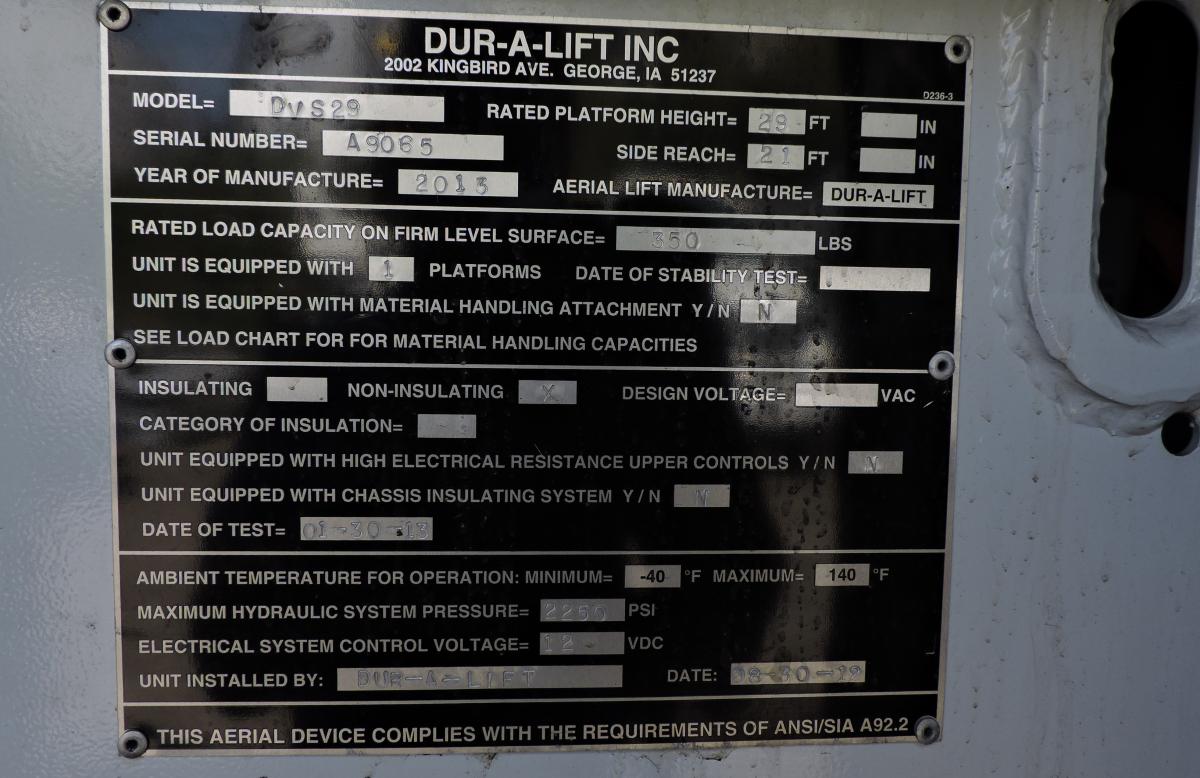 DUR-A-LIFT INC
2002 KINGBIRD AVE. GEORGE, IA 51237
D236-3
MODEL= DVS29 RATED PLATFORM HEIGHT= 29 FT IN
SERIAL NUMBER= A9065 SIDE REACH= 21 FT IN
YEAR OF MANUFACTURE= 2013 AERIAL LIFT MANUFACTURE= DUR-A-LIFT
RATED LOAD CAPACITY ON FIRM LEVEL SURFACE= 350 LBS
UNIT IS EQUIPPED WITH 1 PLATFORMS DATE OF STABILITY TEST=
UNIT IS EQUIPPED WITH MATERIAL HANDLING ATTACHMENT Y/N N
SEE LOAD CHART FOR FOR MATERIAL HANDLING CAPACITIES
INSULATING NON-INSULATING X DESIGN VOLTAGE= VAC
CATEGORY OF INSULATION=
UNIT EQUIPPED WITH HIGH ELECTRICAL RESISTANCE UPPER CONTROLS Y/N N
UNIT EQUIPPED WITH CHASSIS INSULATING SYSTEM Y/N N
DATE OF TEST= 01-30-13
AMBIENT TEMPERATURE FOR OPERATION: MINIMUM= -40 °F MAXIMUM= 140 °F
MAXIMUM HYDRAULIC SYSTEM PRESSURE= PSI
ELECTRICAL SYSTEM CONTROL VOLTAGE= 12 VDC
UNIT INSTALLED BY: DUR-A-LIFT DATE:
THIS AERIAL DEVICE COMPLIES WITH THE REQUIREMENTS OF ANSI/SIA A92.2